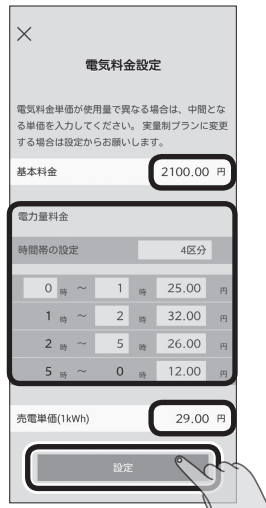 電気料金設定
電気料金単価が使用量で異なる場合は、中間とな
る単価を入力してください。 実量制プランに変更
する場合は設定からお願いします。
基本料金 2100.00 円
電力量料金
時間帯の設定 4区分
0 時 ～ 1 時 25.00 円
1 時 ～ 2 時 32.00 円
2 時 ～ 5 時 26.00 円
5 時 ～ 0 時 12.00 円
売電単価(1kWh) 29.00 円
設定